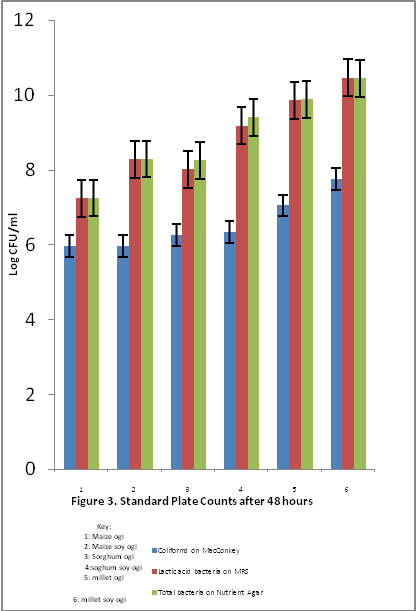 12
10
8
6
4
2
0
Log CFU/ml
1 2 3 4 5 6
Figure 3. Standard Plate Counts after 48 hours
Key:
1: Maize ogi
2: Maize soy ogi
3: Sorghum ogi
4:soghum soy ogi
5: millet ogi
6: millet soy ogi
Coliforms on MacConkey
Lactic acid bacteria on MRS
Total bacteria on Nutrient Agar